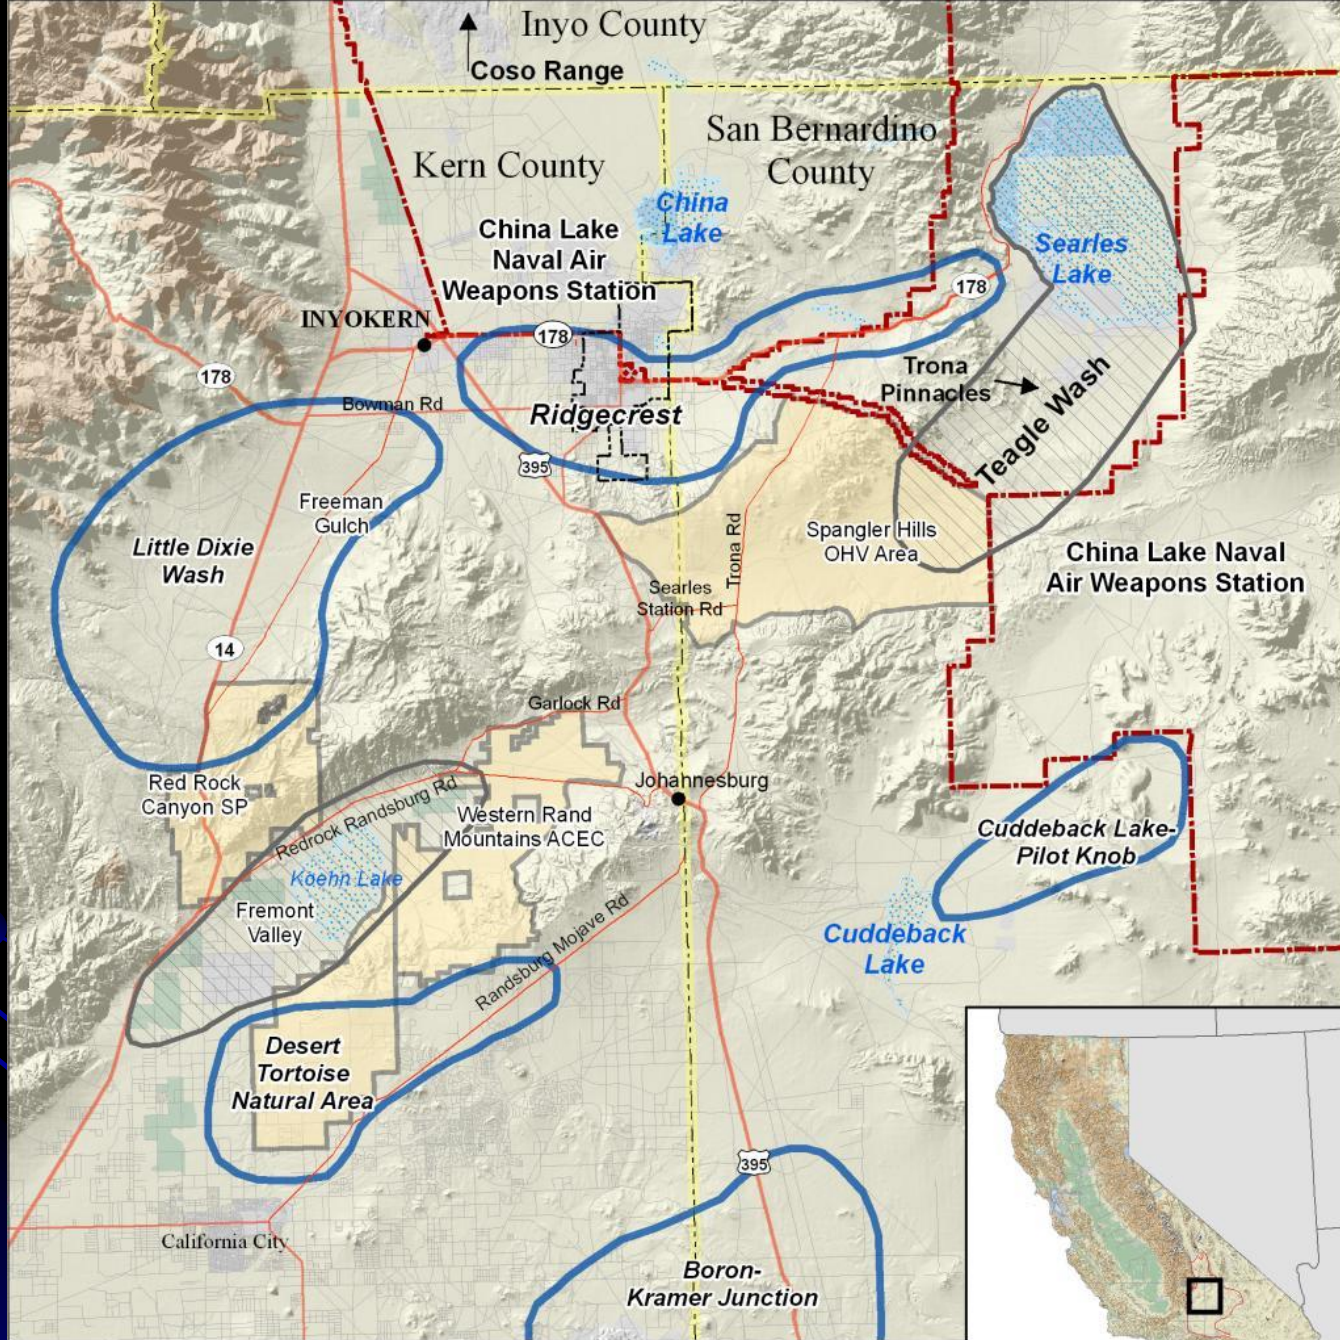 Inyo County
Coso Range
San Bernardino
County
Kern County
China
Lake
China Lake
Naval Air
Weapons Station
Searles
Lake
178
INYOKERN
178
178
Trona
Pinnacles
Bowman Rd
Ridgecrest
Teagle Wash
395
Freeman
Gulch
Little Dixie
Wash
Trona Rd
Spangler Hills
OHV Area
China Lake Naval
Air Weapons Station
Searles
Station Rd
14
Garlock Rd
Red Rock
Canyon SP
Johannesburg
Redrock Randsburg Rd
Western Rand
Mountains ACEC
Cuddeback Lake-
Pilot Knob
Koehn Lake
Fremont
Valley
Randsburg Mojave Rd
Cuddeback
Lake
Desert
Tortoise
Natural Area
395
California City
Boron-
Kramer Junction